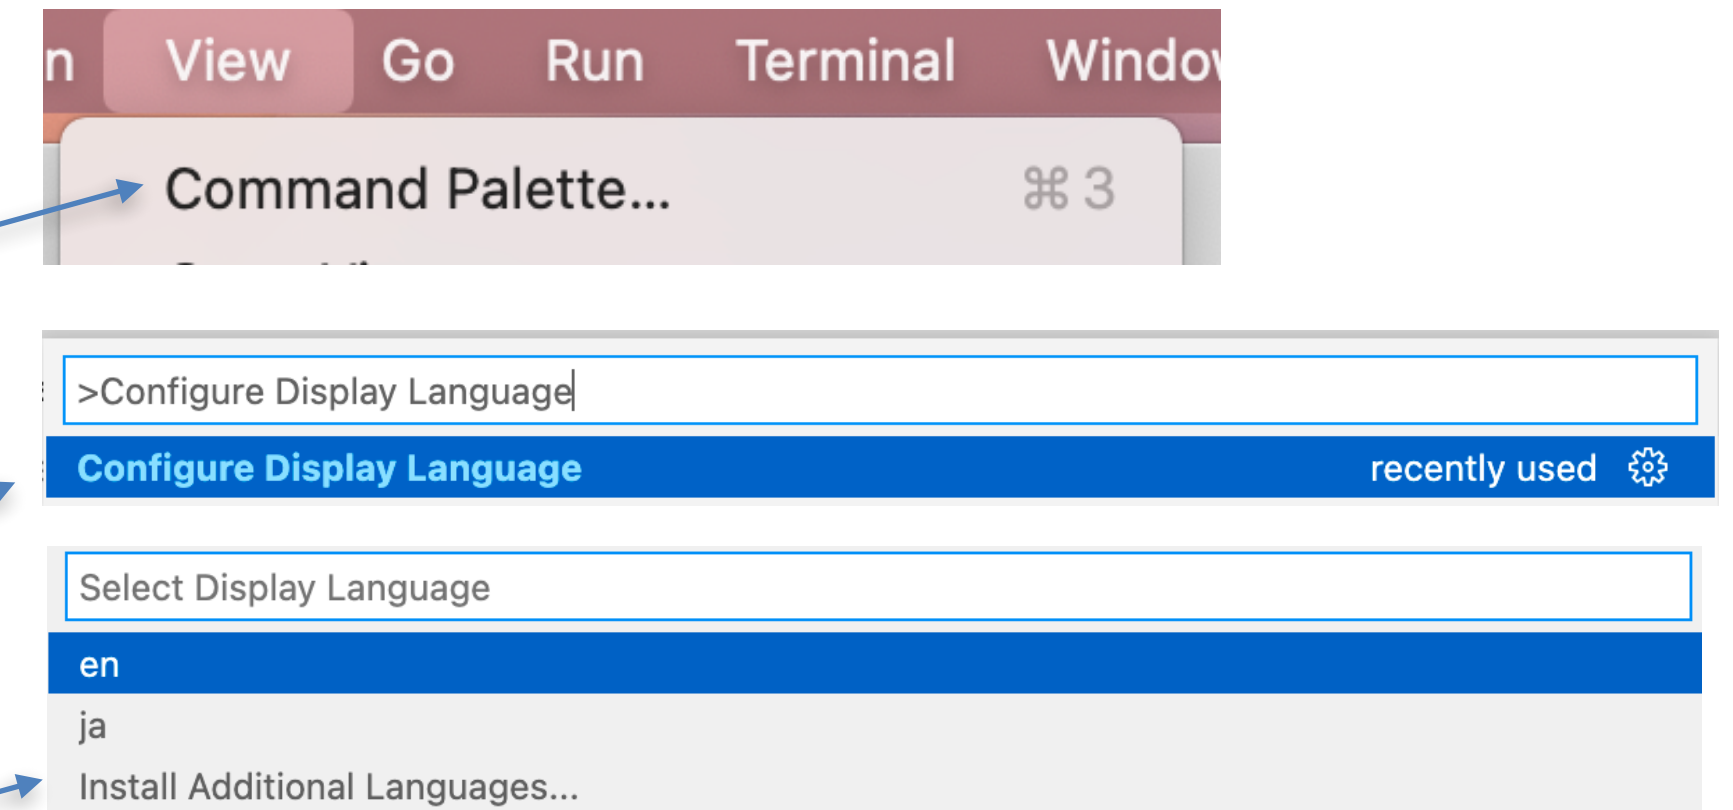 n View Go Run Terminal Window
Command Palette... ⌘3
>Configure Display Language
Configure Display Language recently used
Select Display Language
en
ja
Install Additional Languages...